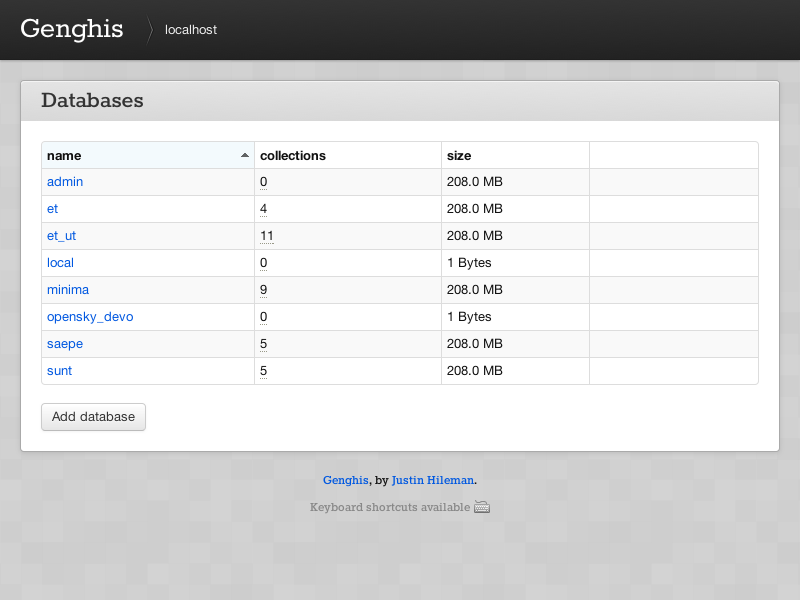 Genghis localhost
Databases
name collections size
admin 0 208.0 MB
et 4 208.0 MB
et_ut 11 208.0 MB
local 0 1 Bytes
minima 9 208.0 MB
opensky_devo 0 1 Bytes
saepe 5 208.0 MB
sunt 5 208.0 MB
Add database
Genghis, by Justin Hileman.
Keyboard shortcuts available